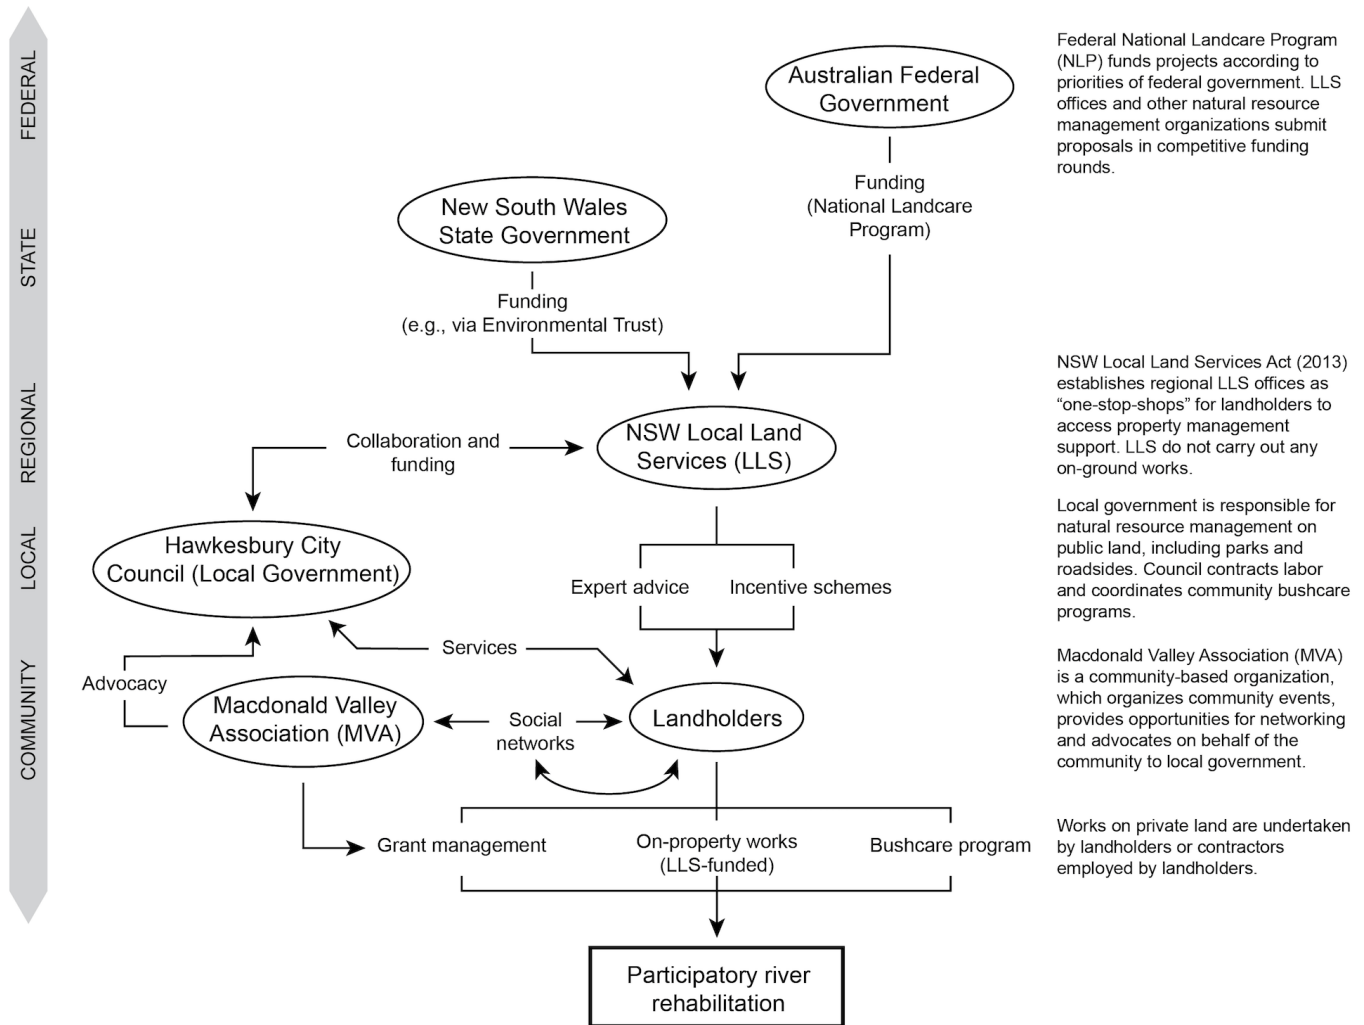 FEDERAL
Australian Federal
Government
Federal National Landcare Program
(NLP) funds projects according to
priorities of federal government. LLS
offices and other natural resource
management organizations submit
proposals in competitive funding
rounds.
Funding
(National Landcare
Program)
STATE
New South Wales
State Government
Funding
(e.g., via Environmental Trust)
REGIONAL
Collaboration and
funding
NSW Local Land
Services (LLS)
NSW Local Land Services Act (2013)
establishes regional LLS offices as
“one-stop-shops” for landholders to
access property management
support. LLS do not carry out any
on-ground works.
LOCAL
Hawkesbury City
Council (Local Government)
Expert advice
Incentive schemes
Local government is responsible for
natural resource management on
public land, including parks and
roadsides. Council contracts labor
and coordinates community bushcare
programs.
COMMUNITY
Services
Advocacy
Macdonald Valley
Association (MVA)
Social
networks
Landholders
Macdonald Valley Association (MVA)
is a community-based organization,
which organizes community events,
provides opportunities for networking
and advocates on behalf of the
community to local government.
Grant management
On-property works
(LLS-funded)
Bushcare program
Works on private land are undertaken
by landholders or contractors
employed by landholders.
Participatory river
rehabilitation